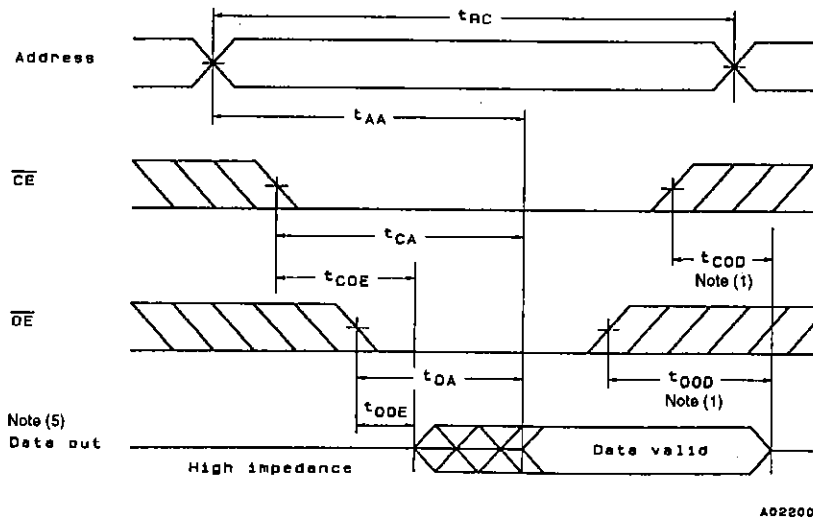 tRC
Address
tAA
CE
tCA
tCOE
tCOD
Note (1)
OE
tOA
tOOD
Note (1)
tOOE
Note (5)
Data out
Data valid
High impedance
A02200